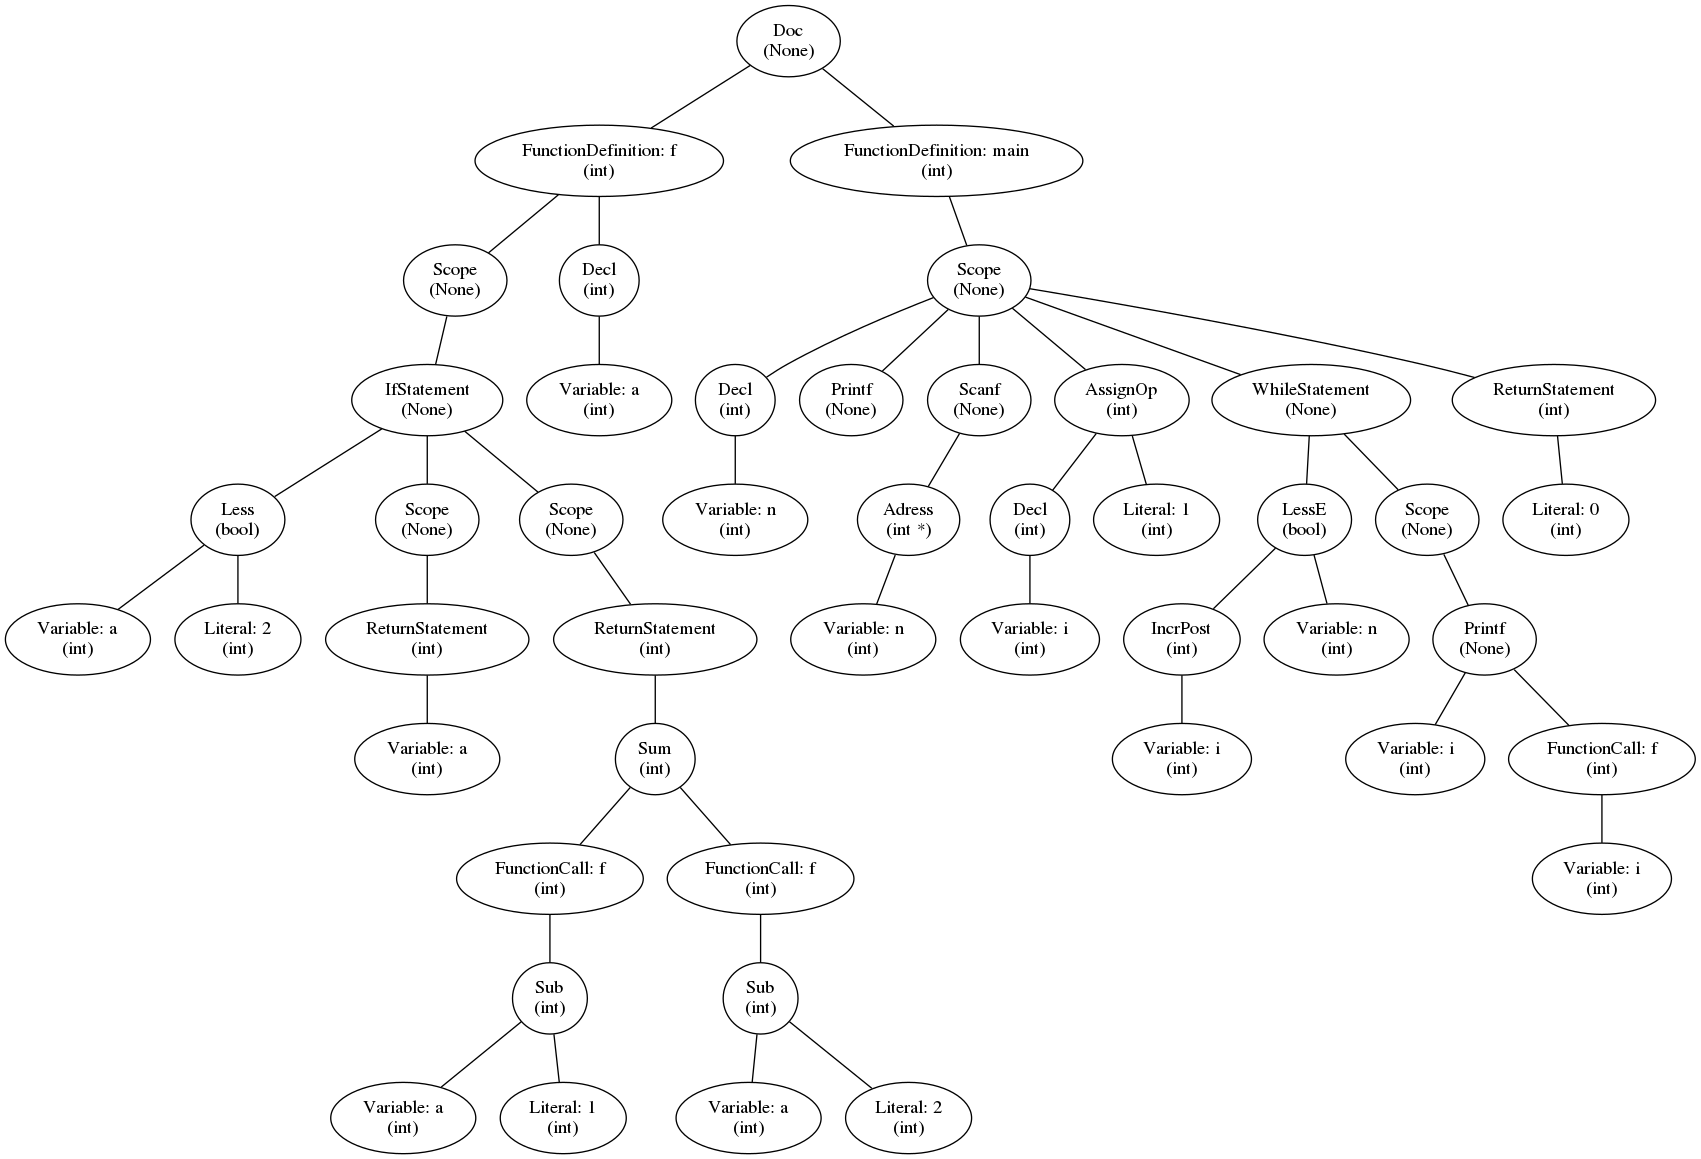 Doc
(None)
FunctionDefinition: f
(int)
FunctionDefinition: main
(int)
Scope
(None)
Decl
(int)
Scope
(None)
IfStatement
(None)
Variable: a
(int)
Decl
(int)
Printf
(None)
Scanf
(None)
AssignOp
(int)
WhileStatement
(None)
ReturnStatement
(int)
Less
(bool)
Scope
(None)
Scope
(None)
Variable: n
(int)
Adress
(int *)
Decl
(int)
Literal: 1
(int)
LessE
(bool)
Scope
(None)
Literal: 0
(int)
Variable: a
(int)
Literal: 2
(int)
ReturnStatement
(int)
ReturnStatement
(int)
Variable: n
(int)
Variable: i
(int)
IncrPost
(int)
Variable: n
(int)
Printf
(None)
Variable: a
(int)
Sum
(int)
Variable: i
(int)
Variable: i
(int)
FunctionCall: f
(int)
FunctionCall: f
(int)
FunctionCall: f
(int)
Variable: i
(int)
Sub
(int)
Sub
(int)
Variable: a
(int)
Literal: 1
(int)
Variable: a
(int)
Literal: 2
(int)